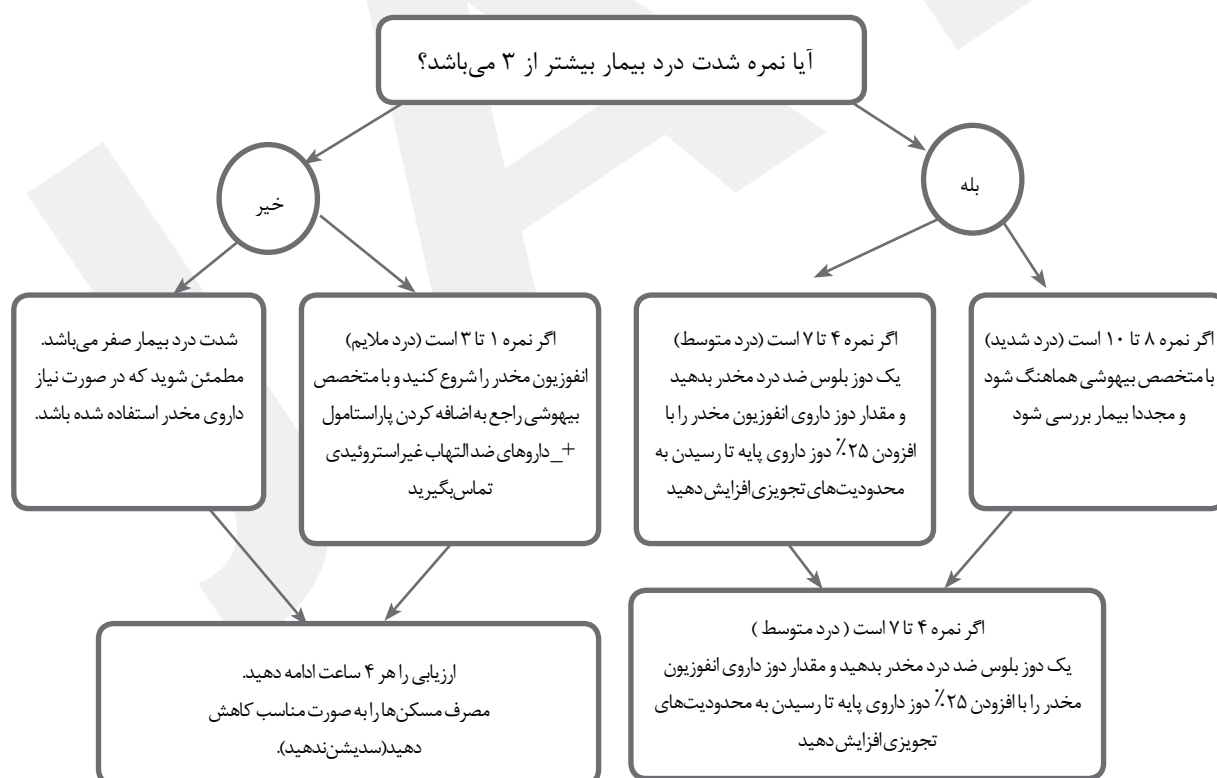 آیا نمره شدت درد بیمار بیشتر از ۳ می‌باشد؟
بله
خیر
اگر نمره ۸ تا ۱۰ است (درد شدید)
با متخصص بیهوشی هماهنگ شود
و مجددا بیمار بررسی شود
اگر نمره ۴ تا ۷ است (درد متوسط)
یک دوز بلوس ضد درد مخدر بدهید
و مقدار دوز داروی انفوزیون مخدر را با
افزودن ۲۵٪ دوز داروی پایه تا رسیدن به
محدودیت‌های تجویزی افزایش دهید
اگر نمره ۱ تا ۳ است (درد ملایم)
انفوزیون مخدر را شروع کنید و با متخصص
بیهوشی راجع به اضافه کردن پاراستامول
+_داروهای ضد التهاب غیراستروئیدی
تماس بگیرید
شدت درد بیمار صفر می‌باشد.
مطمئن شوید که در صورت نیاز
داروی مخدر استفاده شده باشد.
اگر نمره ۴ تا ۷ است ( درد متوسط )
یک دوز بلوس ضد درد مخدر بدهید و مقدار دوز داروی انفوزیون
مخدر را با افزودن ۲۵٪ دوز داروی پایه تا رسیدن به محدودیت‌های
تجویزی افزایش دهید
ارزیابی را هر ۴ ساعت ادامه دهید.
مصرف مسکن‌ها را به صورت مناسب کاهش
دهید(سدیشن ندهید).